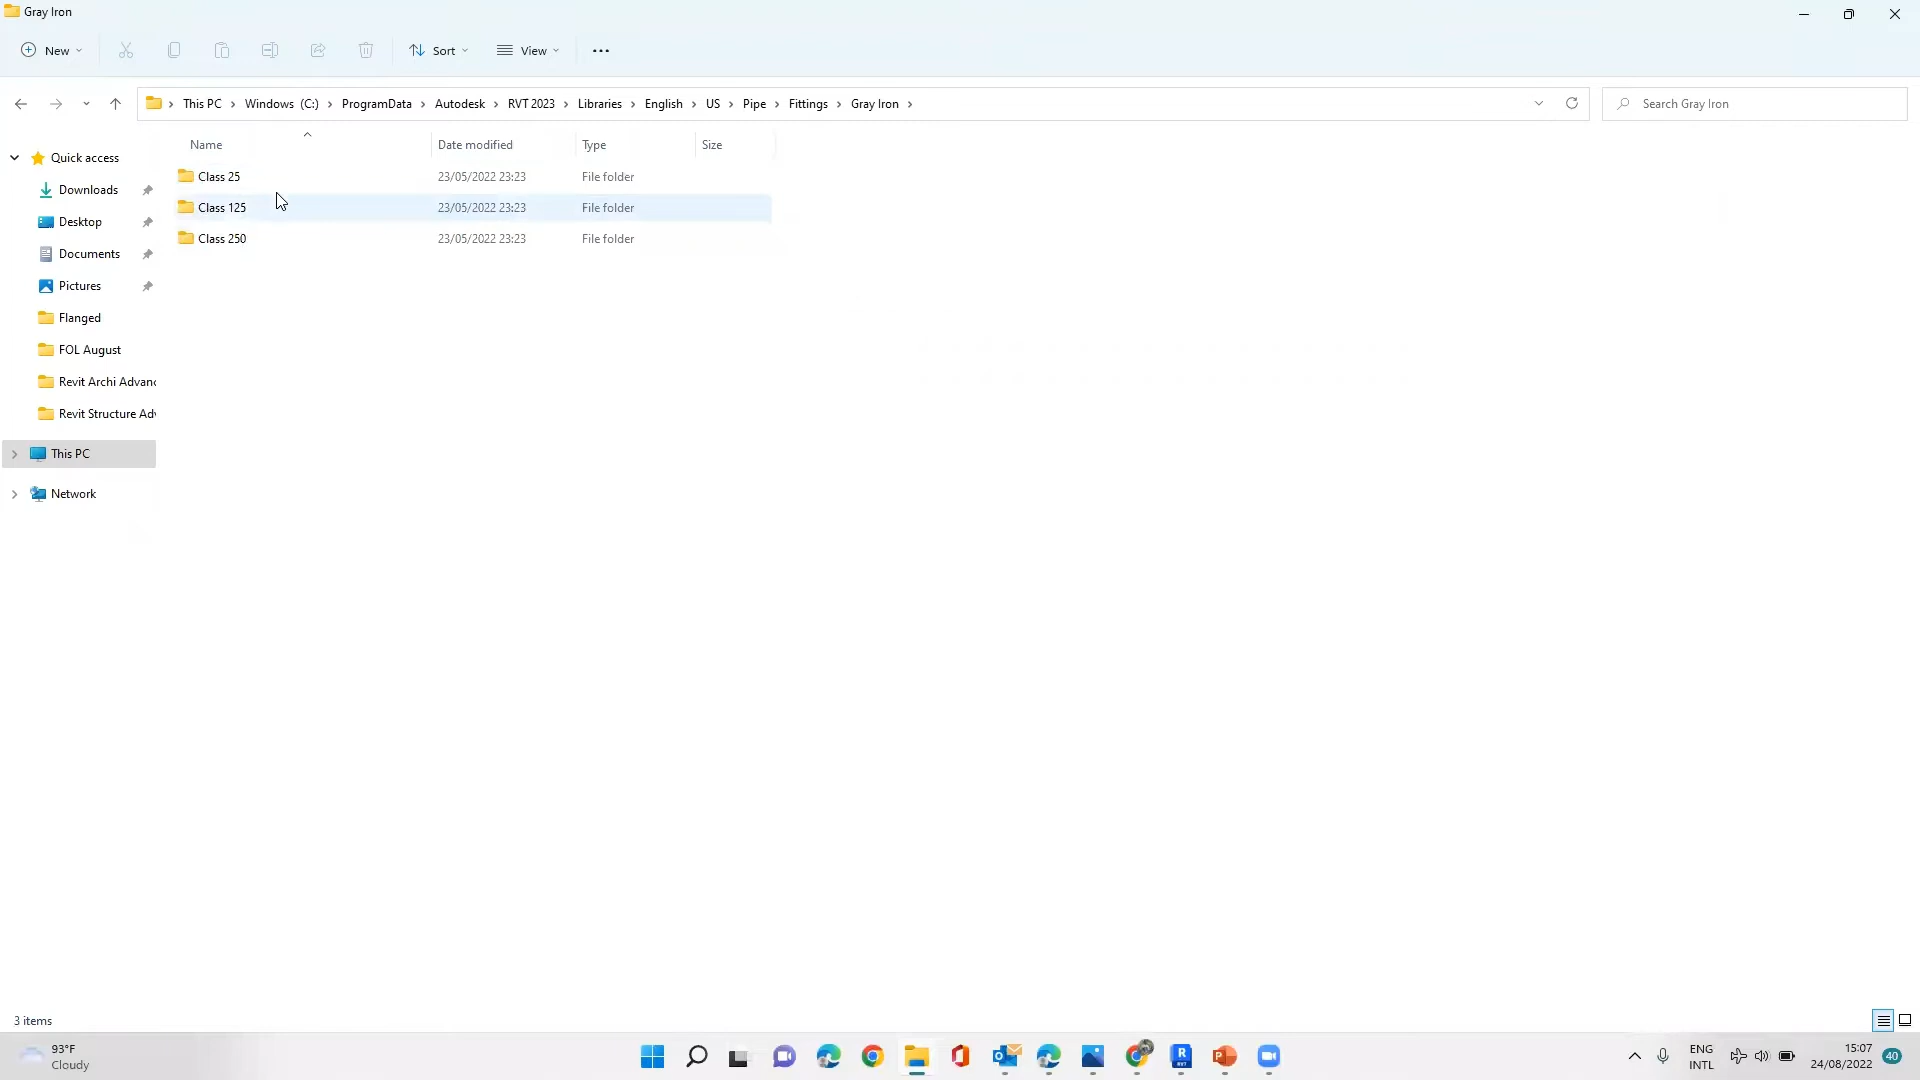 Gray Iron
New Sort View
This PC Windows (C:) ProgramData Autodesk RVT 2023 Libraries English US Pipe Fittings Gray Iron Search Gray Iron
Name Date modified Type Size
Quick access
Class 25 23/05/2022 23:23 File folder
Downloads
Class 125 23/05/2022 23:23 File folder
Desktop
Class 250 23/05/2022 23:23 File folder
Documents
Pictures
Flanged
FOL August
Revit Archi Advanc
Revit Structure Adv
This PC
Network
3 items
93°F
Cloudy
ENG
INTL
15:07
24/08/2022
40